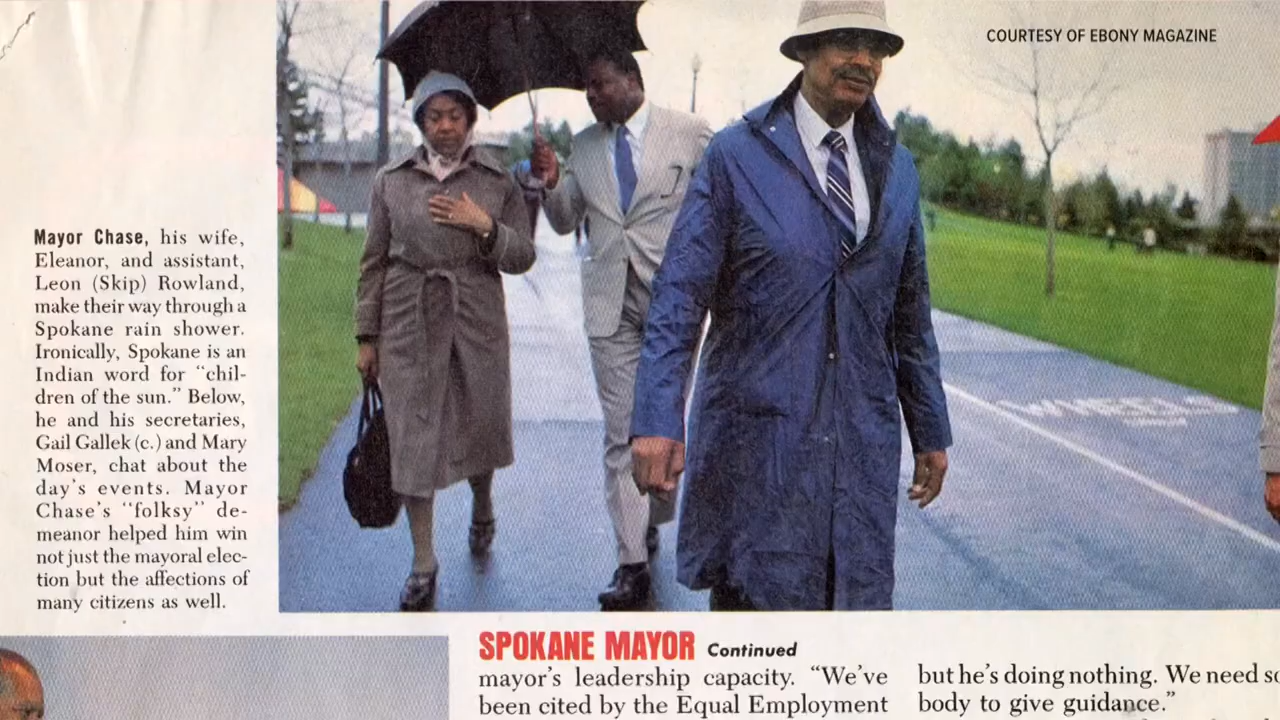 COURTESY OF EBONY MAGAZINE
Mayor Chase, his wife,
Eleanor, and assistant,
Leon (Skip) Rowland,
make their way through a
Spokane rain shower.
Ironically, Spokane is an
Indian word for "chil-
dren of the sun." Below,
he and his secretaries,
Gail Gallek (c.) and Mary
Moser, chat about the
day's events. Mayor
Chase's "folksy" de-
meanor helped him win
not just the mayoral elec-
tion but the affections of
many citizens as well.
SPOKANE MAYOR Continued
mayor's leadership capacity. "We've
been cited by the Equal Employment
but he's doing nothing. We need so
body to give guidance."